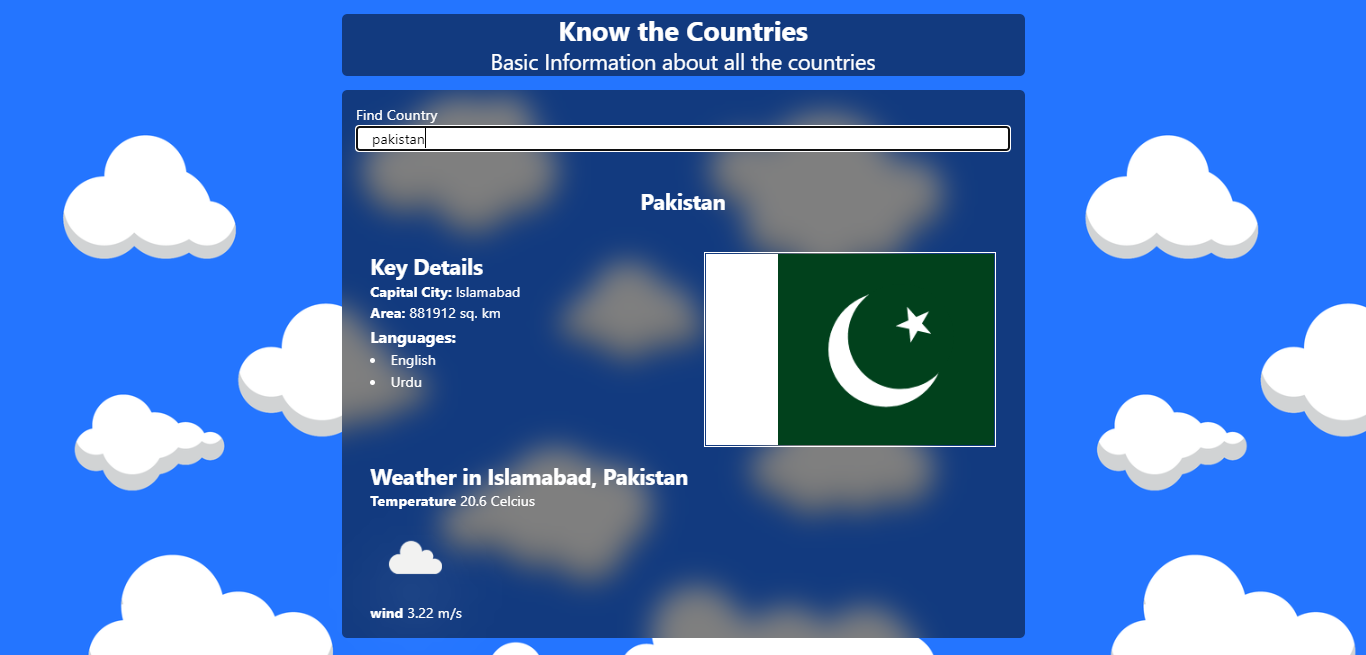 Know the Countries
Basic Information about all the countries
Find Country
pakistan
Pakistan
Key Details
Capital City: Islamabad
Area: 881912 sq. km
Languages:
• English
• Urdu
Weather in Islamabad, Pakistan
Temperature 20.6 Celcius
wind 3.22 m/s